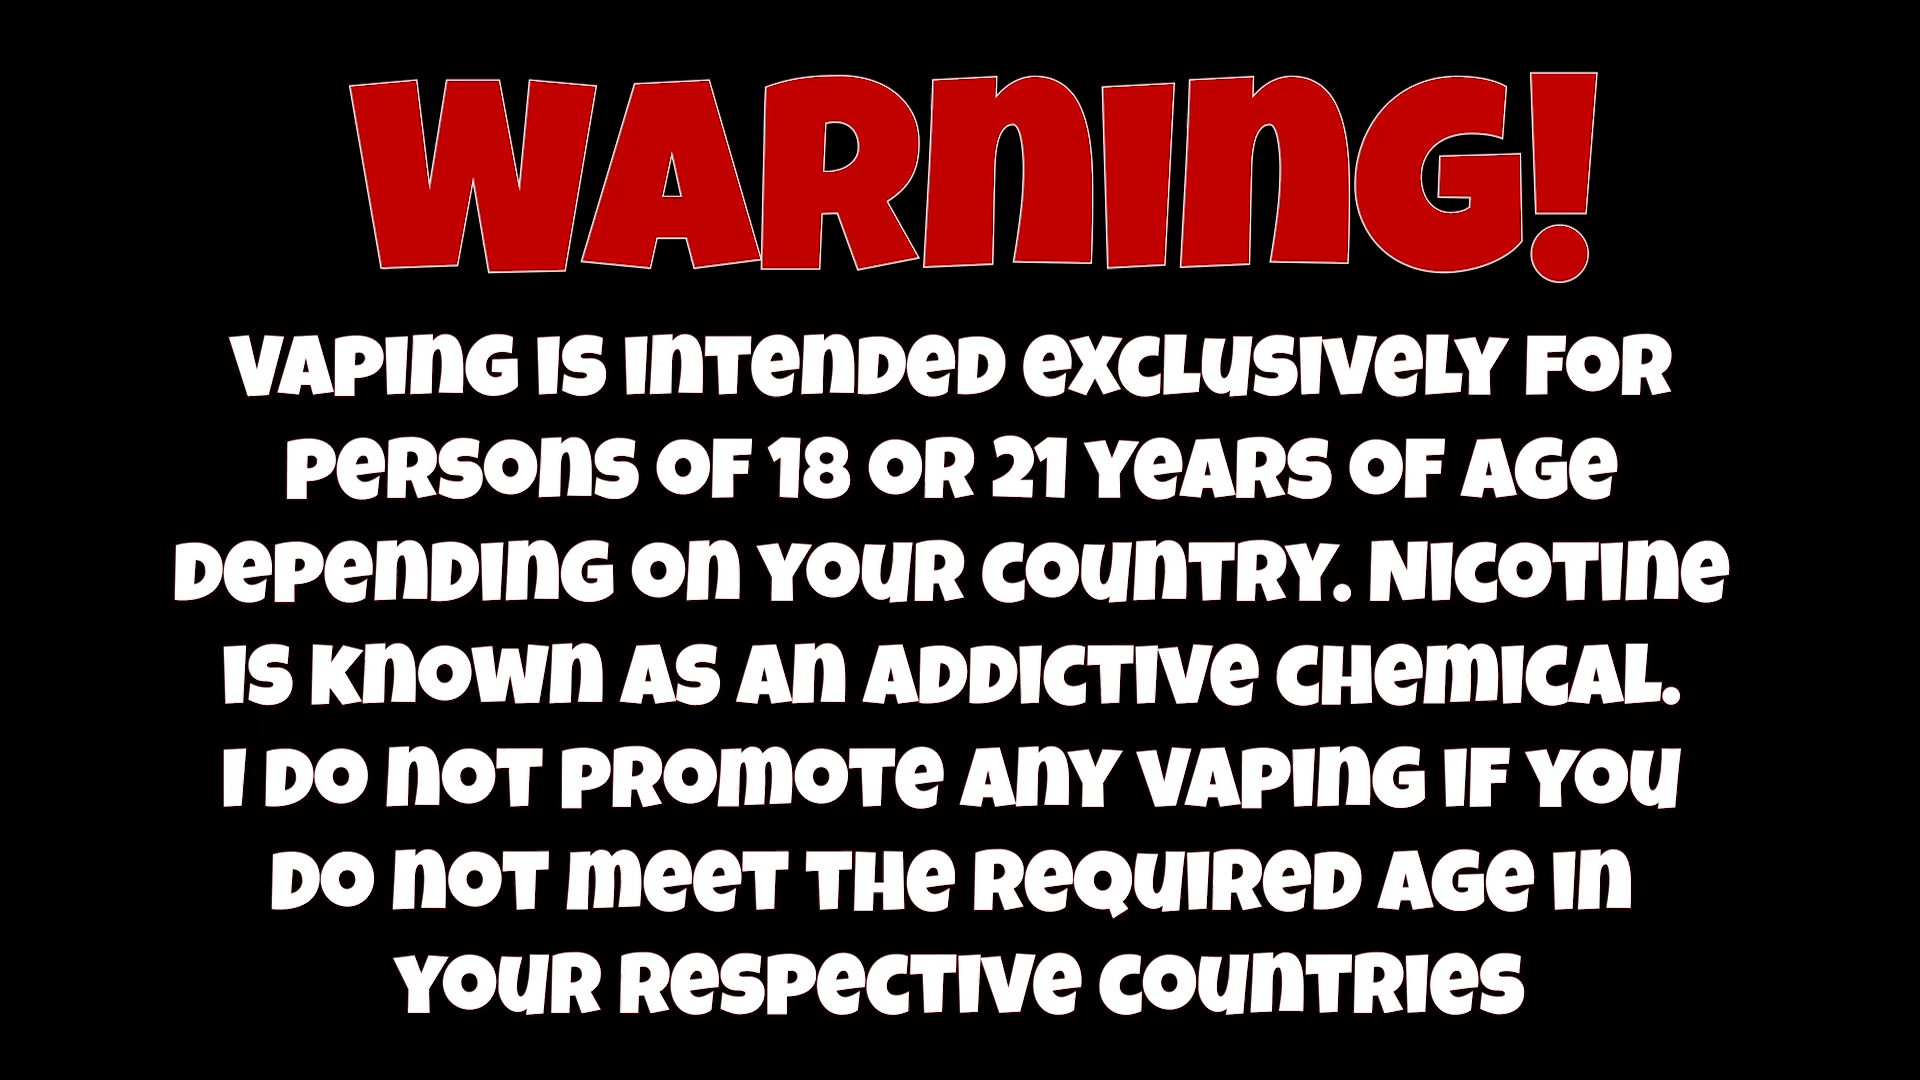 WARNING!
VAPING IS INTENDED EXCLUSIVELY FOR
PERSONS OF 18 OR 21 YEARS OF AGE
DEPENDING ON YOUR COUNTRY. NICOTINE
IS KNOWN AS AN ADDICTIVE CHEMICAL.
I DO NOT PROMOTE ANY VAPING IF YOU
DO NOT MEET THE REQUIRED AGE IN
YOUR RESPECTIVE COUNTRIES